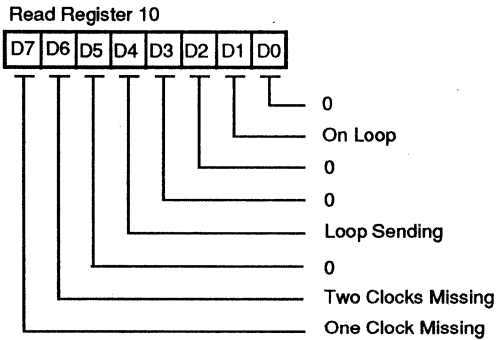 Read Register 10
D7 D6 D5 D4 D3 D2 D1 D0
0
On Loop
0
0
Loop Sending
0
Two Clocks Missing
One Clock Missing